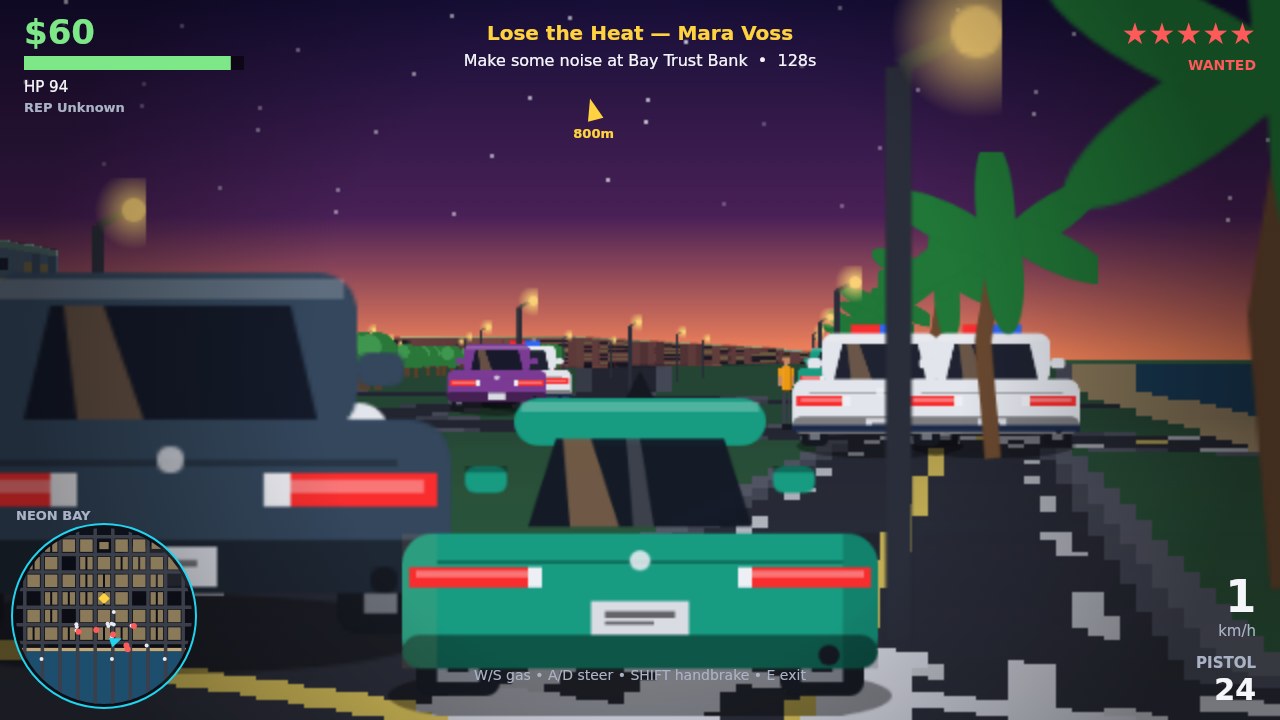 $60
HP 94
REP Unknown
Lose the Heat — Mara Voss
Make some noise at Bay Trust Bank • 128s
800m
★★★★★
WANTED
NEON BAY
W/S gas • A/D steer • SHIFT handbrake • E exit
1
km/h
PISTOL
24